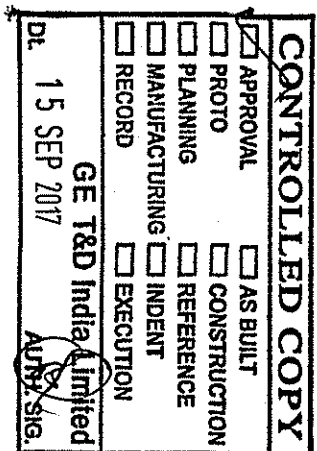 CONTROLLED COPY
☑ APPROVAL ☐ AS BUILT
☐ PROTO ☐ CONSTRUCTION
☐ PLANNING ☐ REFERENCE
☐ MANUFACTURING ☐ INDENT
☐ RECORD ☐ EXECUTION
GE T&D India Limited
Dt. 15 SEP 2017 AUTH. SIG.